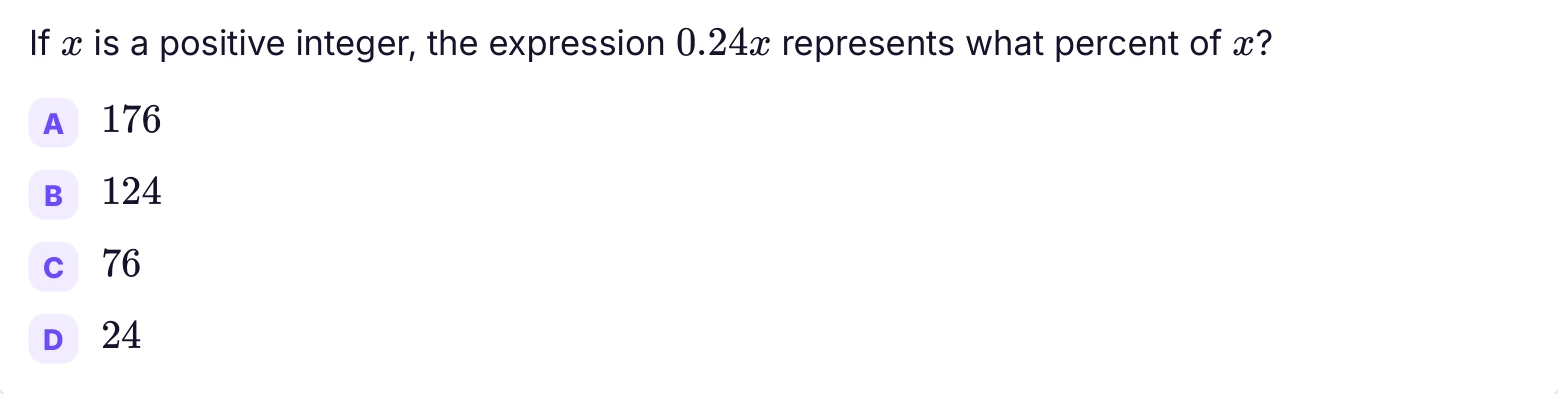 If x is a positive integer, the expression 0.24x represents what percent of x?
A 176
B 124
C 76
D 24